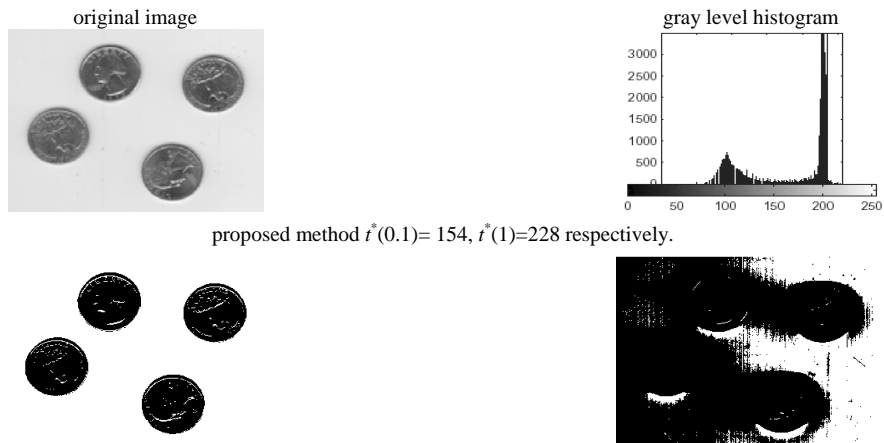 original image
gray level histogram
3500
3000
2500
2000
1500
1000
500
0
0 50 100 150 200 250
proposed method t*(0.1)= 154, t*(1)=228 respectively.